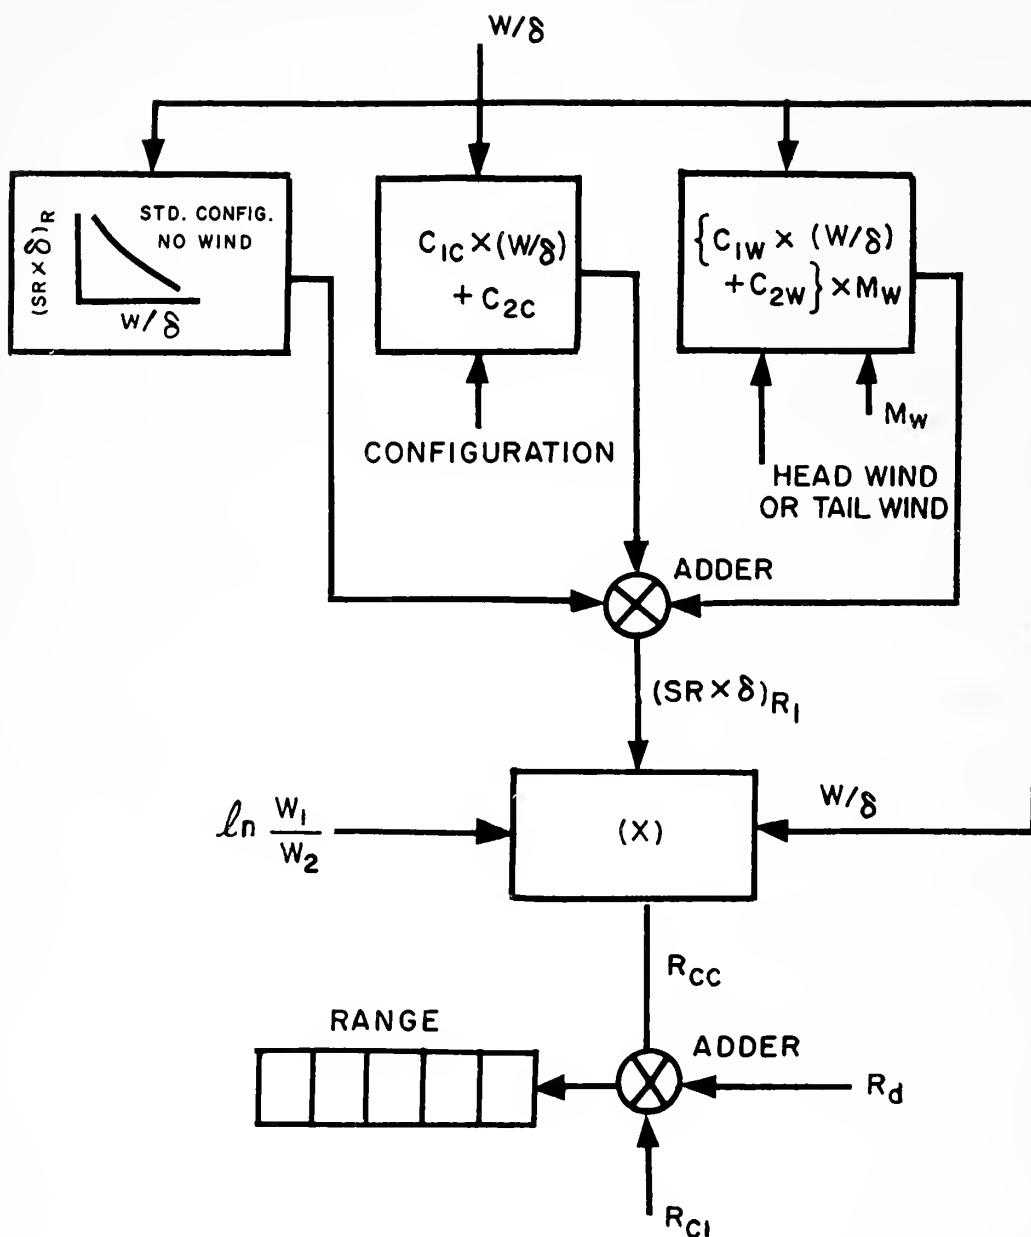 W/δ
(SR × δ)R
STD. CONFIG.
NO WIND
W/δ
C1C × (W/δ)
+ C2C
{C1W × (W/δ)
+ C2W} × MW
CONFIGURATION
MW
HEAD WIND
OR TAIL WIND
ADDER
(SR × δ)R1
ln W1/W2
(X)
W/δ
RCC
RANGE
ADDER
Rd
RC1